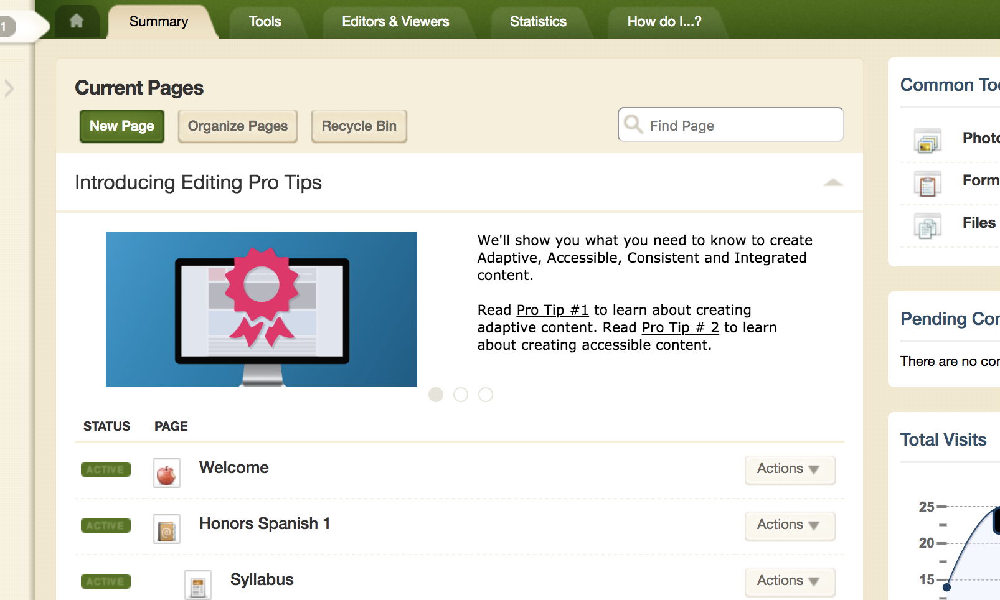 1
Summary
Tools
Editors & Viewers
Statistics
How do I...?
Current Pages
New Page
Organize Pages
Recycle Bin
Find Page
Introducing Editing Pro Tips
We'll show you what you need to know to create
Adaptive, Accessible, Consistent and Integrated
content.
Read Pro Tip #1 to learn about creating
adaptive content. Read Pro Tip # 2 to learn
about creating accessible content.
STATUS PAGE
ACTIVE Welcome Actions
ACTIVE Honors Spanish 1 Actions
ACTIVE Syllabus Actions
Common Too
Photo
Form
Files
Pending Con
There are no con
Total Visits
25
20
15